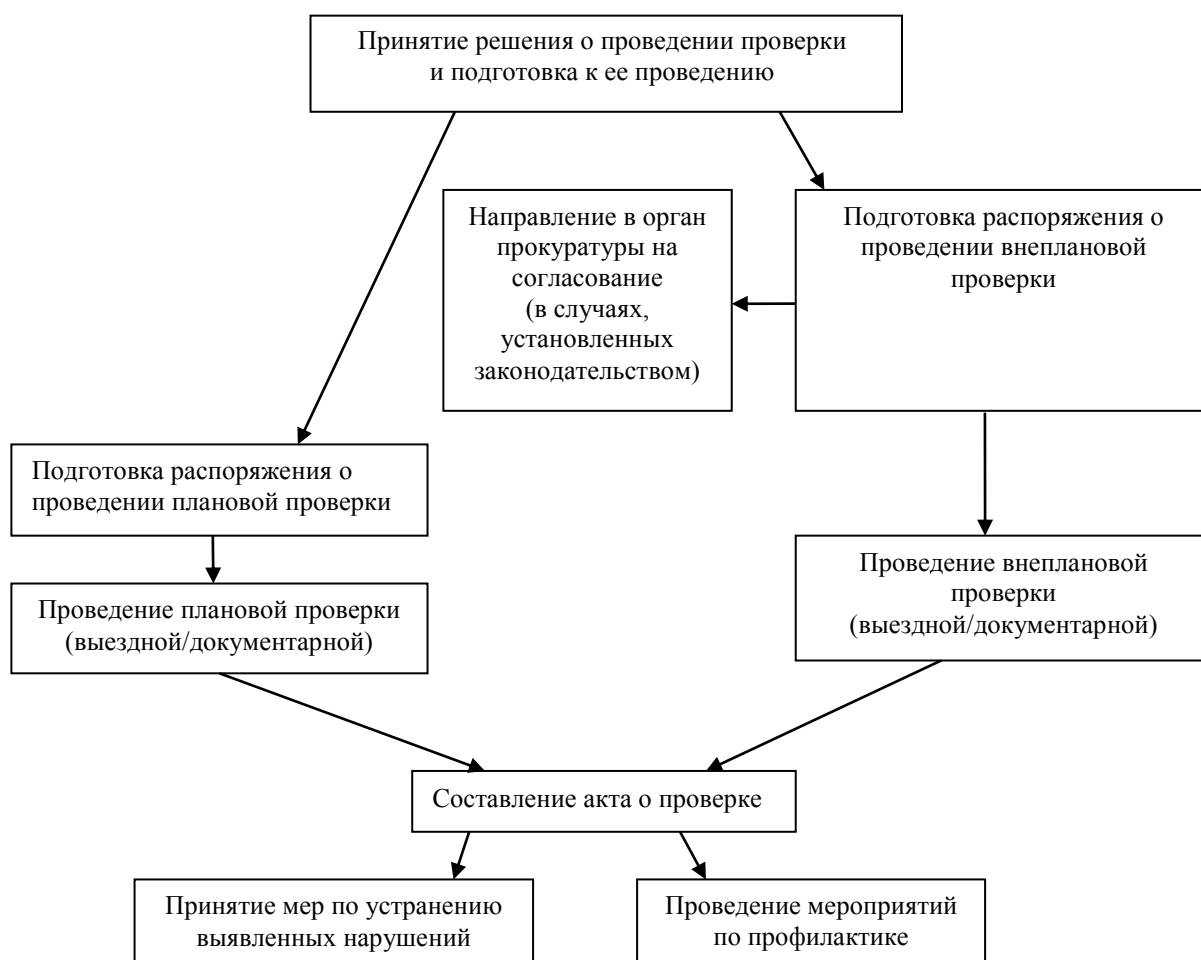 Принятие решения о проведении проверки
и подготовка к ее проведению
Направление в орган
прокуратуры на
согласование
(в случаях,
установленных
законодательством)
Подготовка распоряжения о
проведении внеплановой
проверки
Подготовка распоряжения о
проведении плановой проверки
Проведение плановой проверки
(выездной/документарной)
Проведение внеплановой
проверки
(выездной/документарной)
Составление акта о проверке
Принятие мер по устранению
выявленных нарушений
Проведение мероприятий
по профилактике